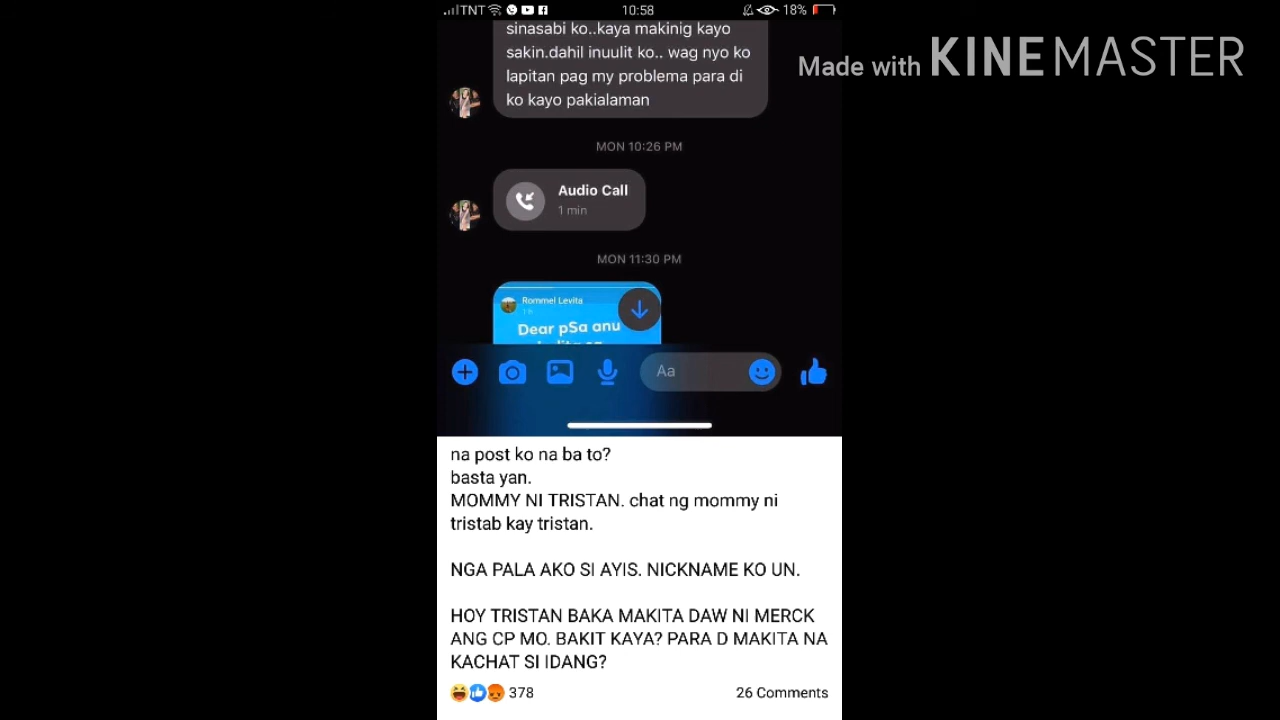 TNT 10:58 18%
Made with KINEMASTER
sinasabi ko..kaya makinig kayo
sakin.dahil inuulit ko.. wag nyo ko
lapitan pag my problema para di
ko kayo pakialaman
MON 10:26 PM
Audio Call
1 min
MON 11:30 PM
Rommel Levita
Dear pSa anu
Aa
na post ko na ba to?
basta yan.
MOMMY NI TRISTAN. chat ng mommy ni
tristab kay tristan.
NGA PALA AKO SI AYIS. NICKNAME KO UN.
HOY TRISTAN BAKA MAKITA DAW NI MERCK
ANG CP MO. BAKIT KAYA? PARA D MAKITA NA
KACHAT SI IDANG?
378 26 Comments